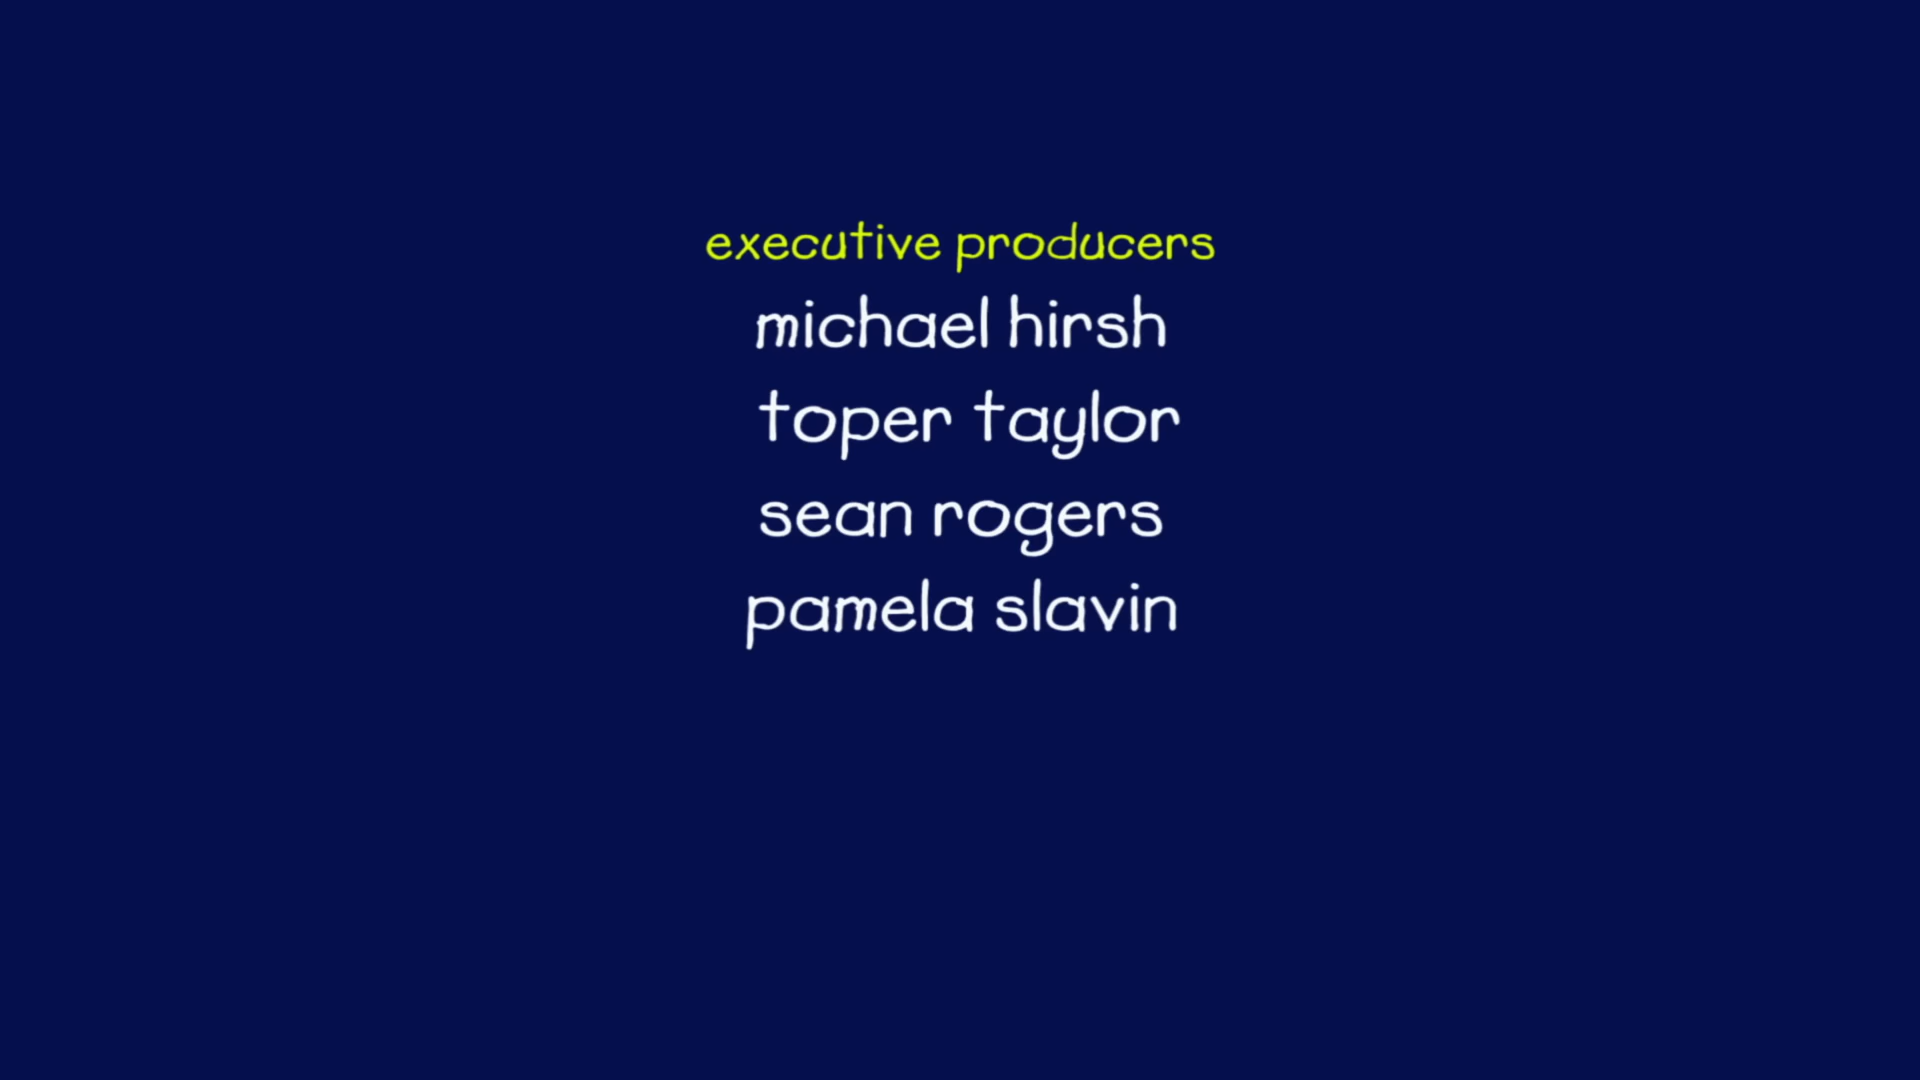 executive producers
michael hirsh
toper taylor
sean rogers
pamela slavin